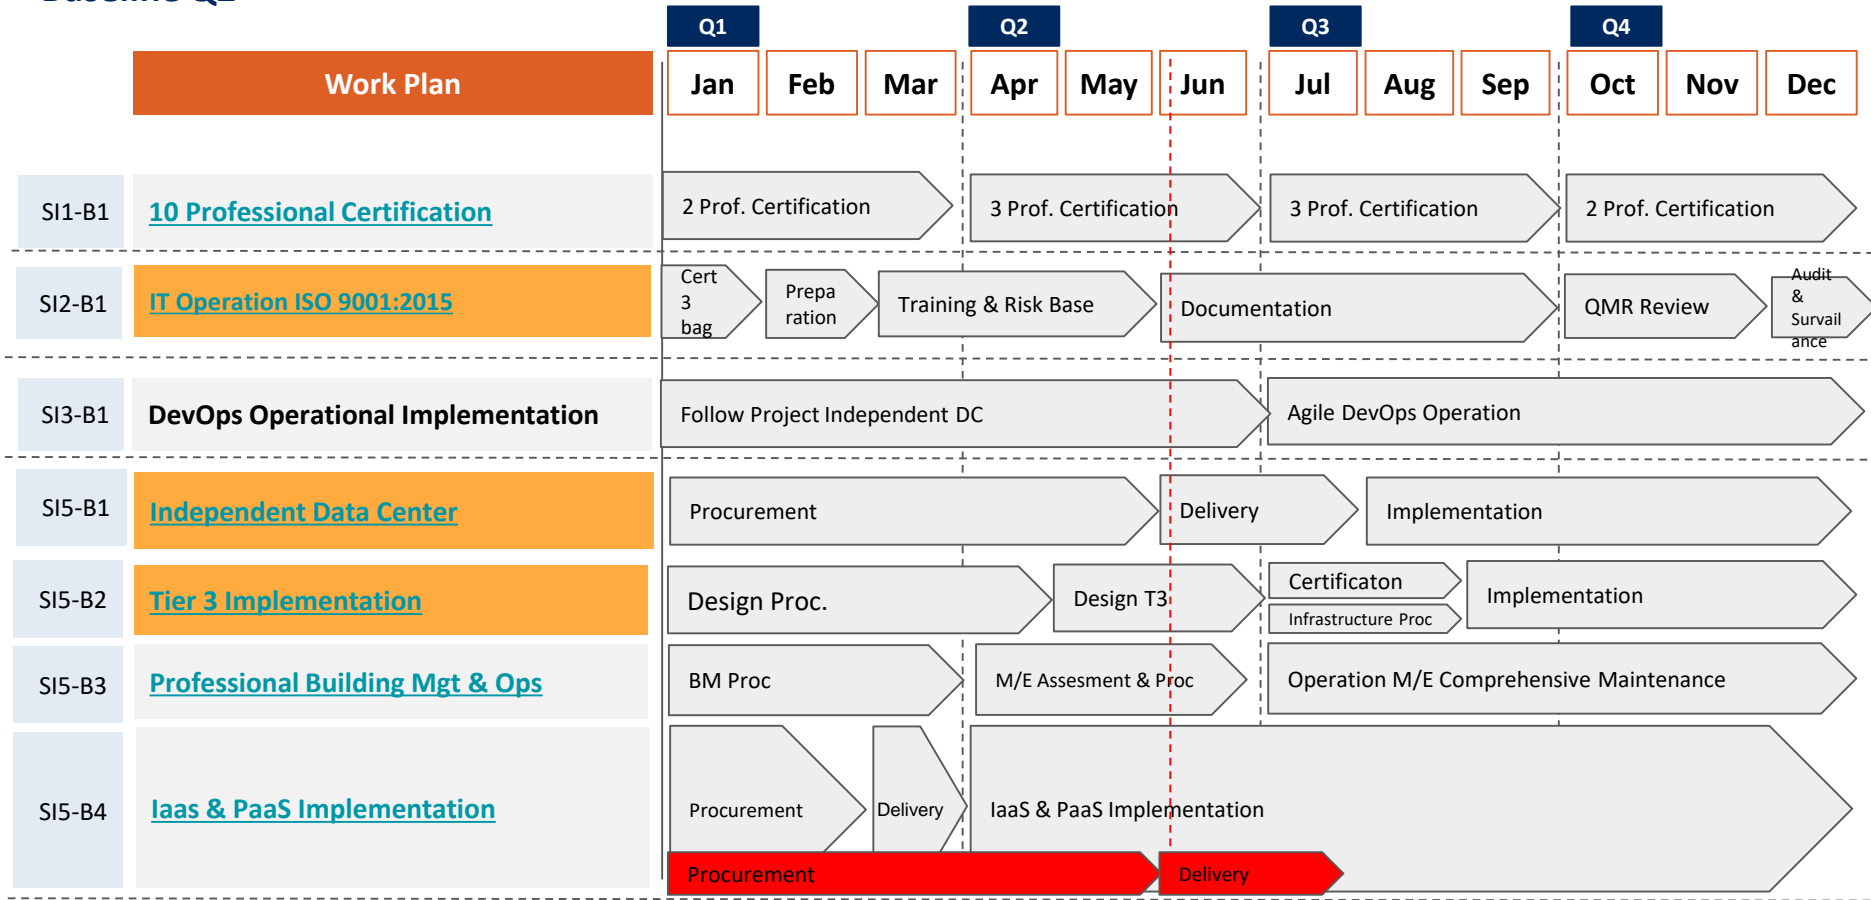 Baseline Q2
Q1 Q2 Q3 Q4
Work Plan Jan Feb Mar Apr May Jun Jul Aug Sep Oct Nov Dec
SI1-B1 10 Professional Certification 2 Prof. Certification 3 Prof. Certification 3 Prof. Certification 2 Prof. Certification
SI2-B1 IT Operation ISO 9001:2015
Cert
3
bag
Prepa
ration
Training & Risk Base
Documentation
QMR Review
Audit
&
Survail
ance
SI3-B1 DevOps Operational Implementation Follow Project Independent DC Agile DevOps Operation
SI5-B1 Independent Data Center Procurement Delivery Implementation
SI5-B2 Tier 3 Implementation Design Proc. Design T3
Certificaton
Infrastructure Proc
Implementation
SI5-B3 Professional Building Mgt & Ops BM Proc M/E Assesment & Proc Operation M/E Comprehensive Maintenance
SI5-B4 Iaas & PaaS Implementation Procurement Delivery IaaS & PaaS Implementation
Procurement Delivery